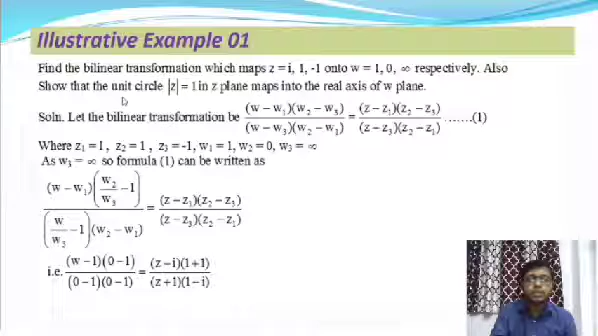 Illustrative Example 01
Find the bilinear transformation which maps z = i, 1, -1 onto w = 1, 0, ∞ respectively. Also
Show that the unit circle |z| = 1 in z plane maps into the real axis of w plane.
Soln. Let the bilinear transformation be (w − w₁)(w₂ − w₃) / (w − w₃)(w₂ − w₁) = (z − z₁)(z₂ − z₃) / (z − z₃)(z₂ − z₁) .......(1)
Where z₁ = I , z₂ = 1 , z₃ = -1, w₁ = 1, w₂ = 0, w₃ = ∞
As w₃ = ∞ so formula (1) can be written as
(w − w₁)(w₂/w₃ − 1) / (w/w₃ − 1)(w₂ − w₁) = (z − z₁)(z₂ − z₃) / (z − z₃)(z₂ − z₁)
i.e. (w − 1)(0 − 1) / (0 − 1)(0 − 1) = (z − i)(1 + 1) / (z + 1)(1 − i)